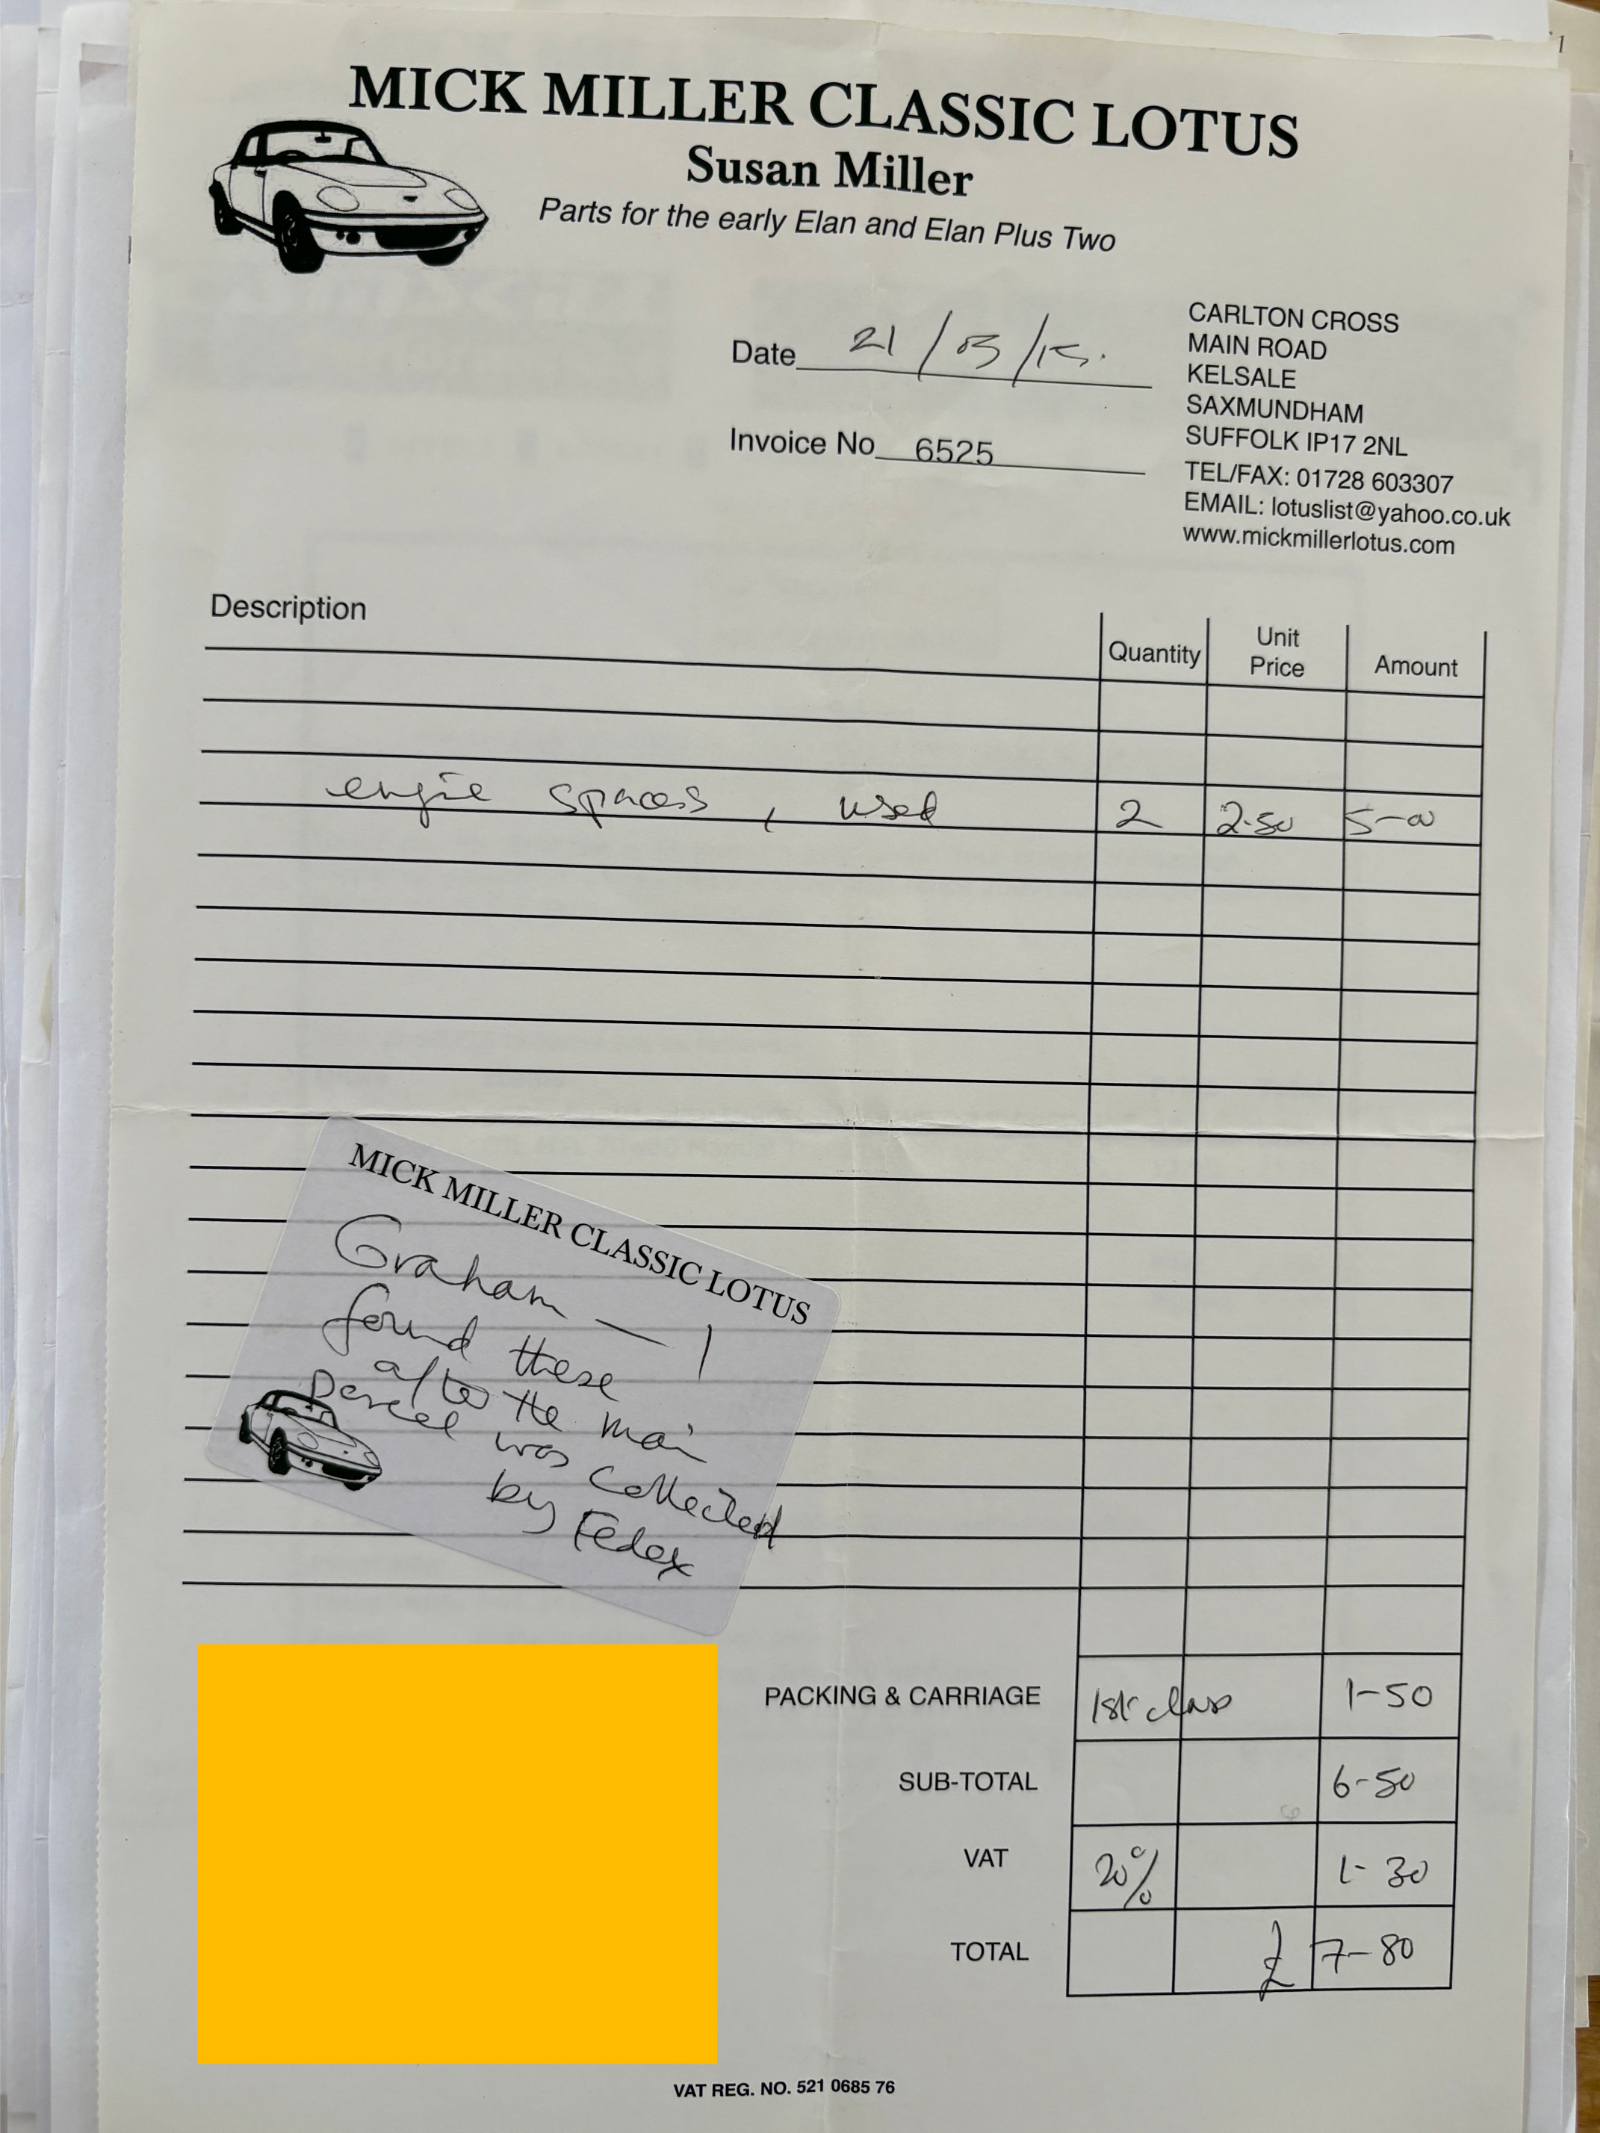 MICK MILLER CLASSIC LOTUS
Susan Miller
Parts for the early Elan and Elan Plus Two
Date 21/05/15.
Invoice No 6525
CARLTON CROSS
MAIN ROAD
KELSALE
SAXMUNDHAM
SUFFOLK IP17 2NL
TEL/FAX: 01728 603307
EMAIL: lotuslist@yahoo.co.uk
www.mickmillerlotus.com
Description Quantity Unit Price Amount
engine spacers, used 2 2.50 5-00
MICK MILLER CLASSIC LOTUS
Graham — I
found these
after the main
parcel was collected
by Fedex
PACKING & CARRIAGE 1st class 1-50
SUB-TOTAL 6-50
VAT 20% 1-30
TOTAL £ 7-80
VAT REG. NO. 521 0685 76